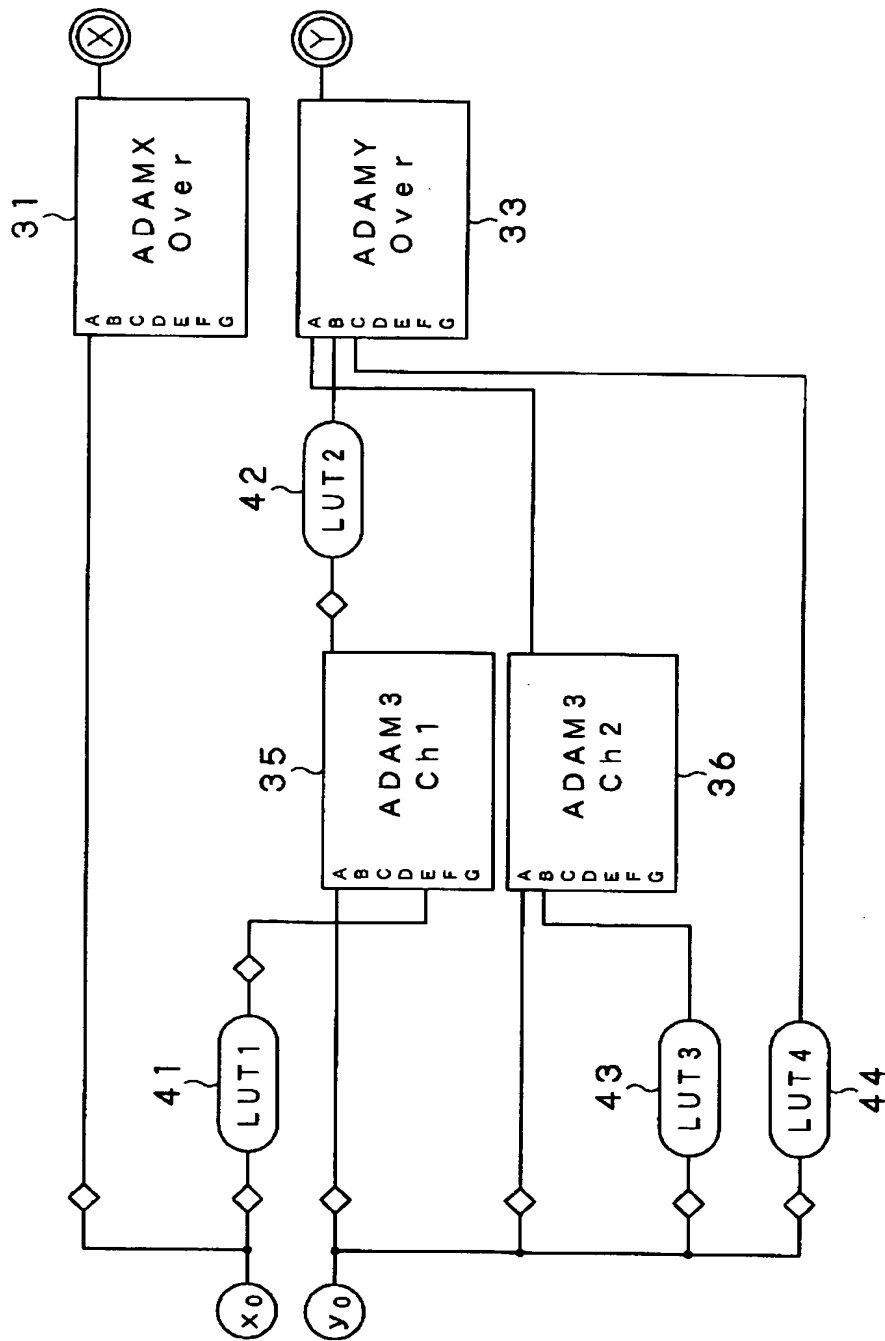 31
A
B
C
D
E
F
G
ADAMX
Over
X
x0
41
LUT1
42
LUT2
A
B
C
D
E
F
G
ADAMY
Over
33
Y
y0
35
A
B
C
D
E
F
G
ADAM3
Ch1
A
B
C
D
E
F
G
ADAM3
Ch2
36
43
LUT3
LUT4
44